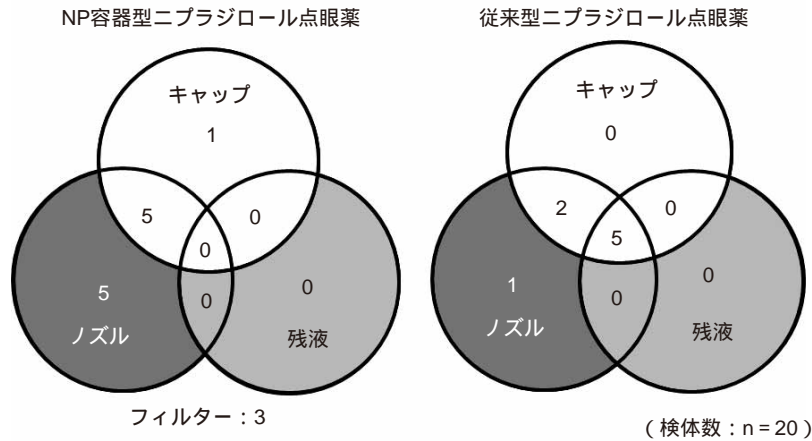 NP容器型ニプラジロール点眼薬
従来型ニプラジロール点眼薬
キャップ
1
5
0
0
5
0
0
ノズル
残液
フィルター：3
キャップ
0
2
0
5
1
0
0
ノズル
残液
（検体数：n = 20）